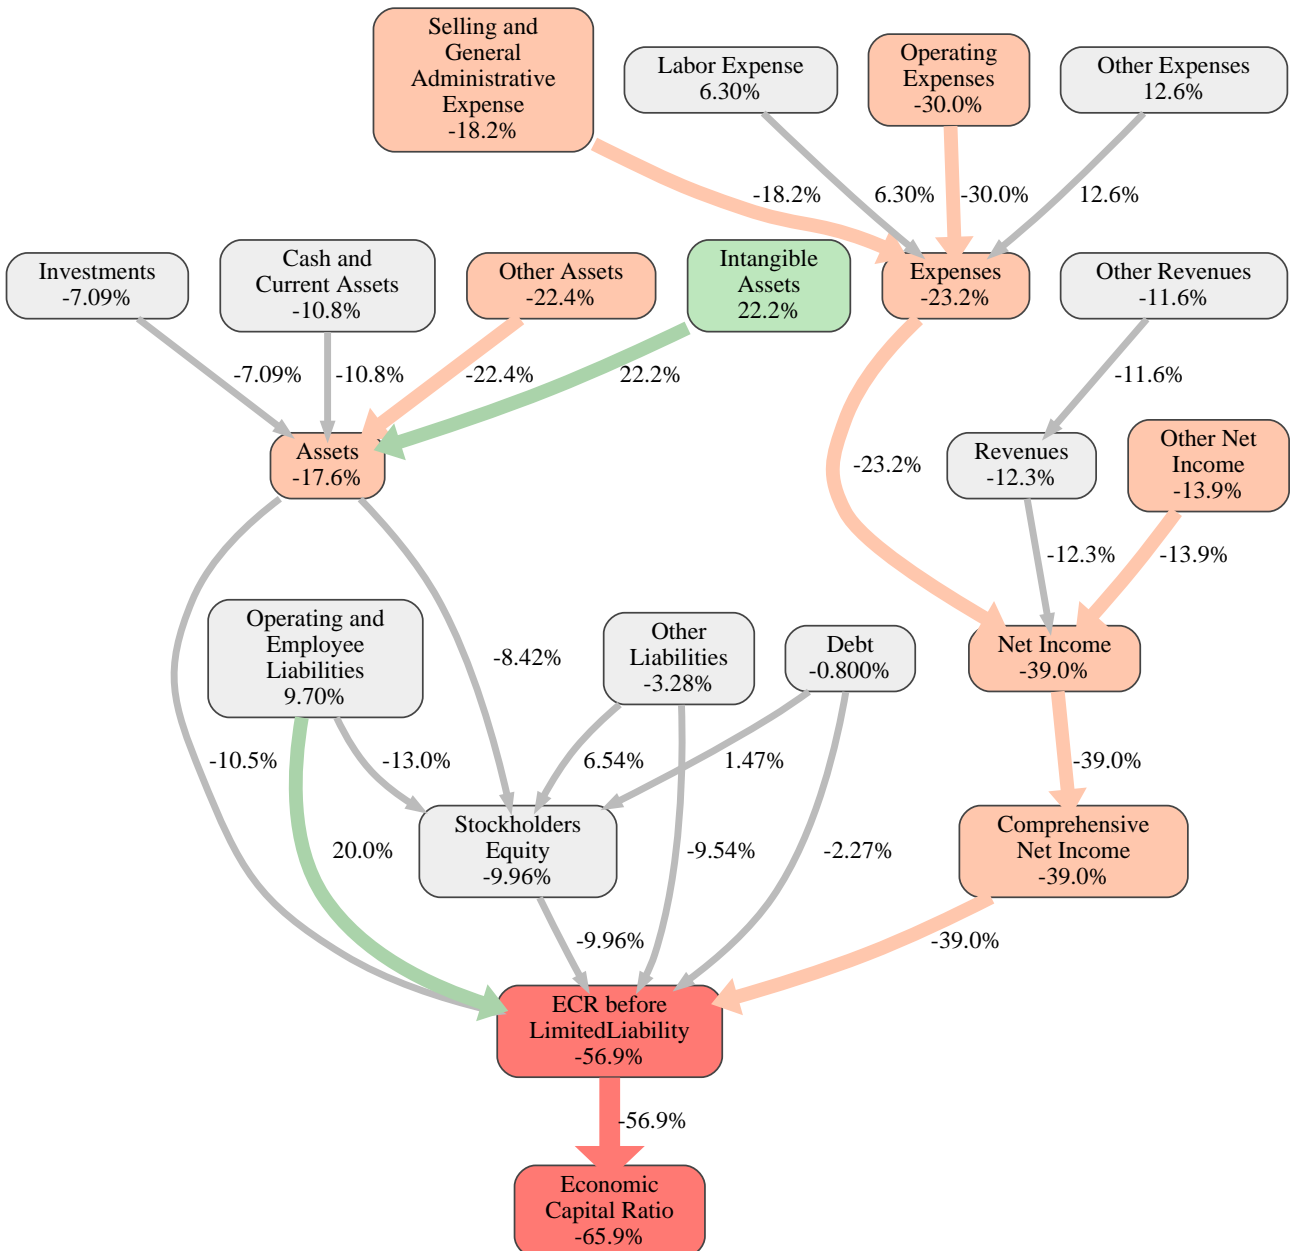 Selling and
General
Administrative
Expense
-18.2%
Labor Expense
6.30%
Operating
Expenses
-30.0%
Other Expenses
12.6%
-18.2%
6.30%
-30.0%
12.6%
Investments
-7.09%
Cash and
Current Assets
-10.8%
Other Assets
-22.4%
Intangible
Assets
22.2%
Expenses
-23.2%
Other Revenues
-11.6%
-7.09%
-10.8%
-22.4%
22.2%
-11.6%
Assets
-17.6%
-23.2%
Revenues
-12.3%
Other Net
Income
-13.9%
-12.3%
-13.9%
Operating and
Employee
Liabilities
9.70%
-8.42%
Other
Liabilities
-3.28%
Debt
-0.800%
Net Income
-39.0%
-10.5%
-13.0%
6.54%
1.47%
-39.0%
20.0%
Stockholders
Equity
-9.96%
-9.54%
-2.27%
Comprehensive
Net Income
-39.0%
-9.96%
-39.0%
ECR before
LimitedLiability
-56.9%
-56.9%
Economic
Capital Ratio
-65.9%